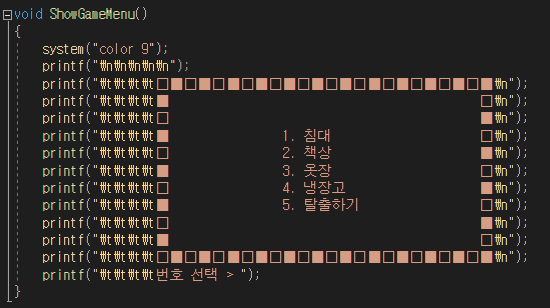 void ShowGameMenu()
{
system("color 9");
printf("₩n₩n₩n₩n");
printf("₩t₩t₩t₩t□■□■□■□■□■□■□■□■□■□■□■□■₩n");
printf("₩t₩t₩t₩t■ □₩n");
printf("₩t₩t₩t₩t□ ■₩n");
printf("₩t₩t₩t₩t■ 1. 침대 □₩n");
printf("₩t₩t₩t₩t□ 2. 책상 ■₩n");
printf("₩t₩t₩t₩t■ 3. 옷장 □₩n");
printf("₩t₩t₩t₩t□ 4. 냉장고 ■₩n");
printf("₩t₩t₩t₩t■ 5. 탈출하기 □₩n");
printf("₩t₩t₩t₩t□ ■₩n");
printf("₩t₩t₩t₩t■ □₩n");
printf("₩t₩t₩t₩t□■□■□■□■□■□■□■□■□■□■□■□■₩n");
printf("₩t₩t₩t₩t번호 선택 > ");
}